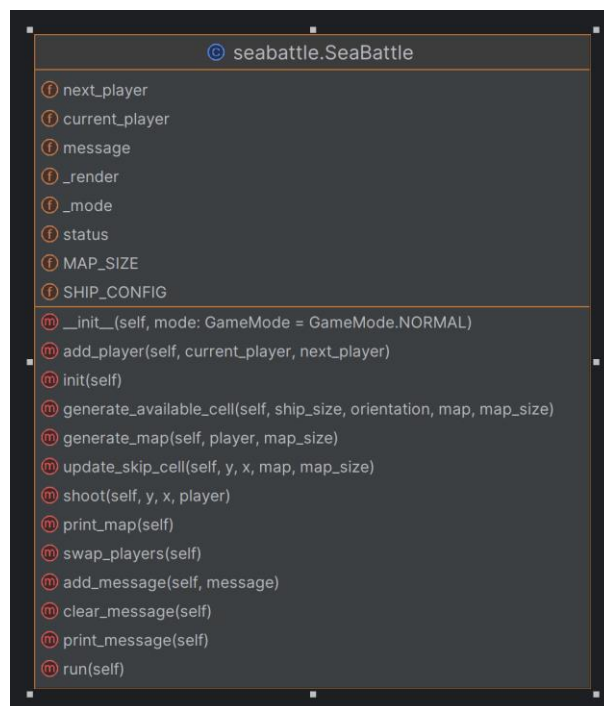 © seabattle.SeaBattle
f next_player
f current_player
f message
f _render
f _mode
f status
f MAP_SIZE
f SHIP_CONFIG
m __init__(self, mode: GameMode = GameMode.NORMAL)
m add_player(self, current_player, next_player)
m init(self)
m generate_available_cell(self, ship_size, orientation, map, map_size)
m generate_map(self, player, map_size)
m update_skip_cell(self, y, x, map, map_size)
m shoot(self, y, x, player)
m print_map(self)
m swap_players(self)
m add_message(self, message)
m clear_message(self)
m print_message(self)
m run(self)